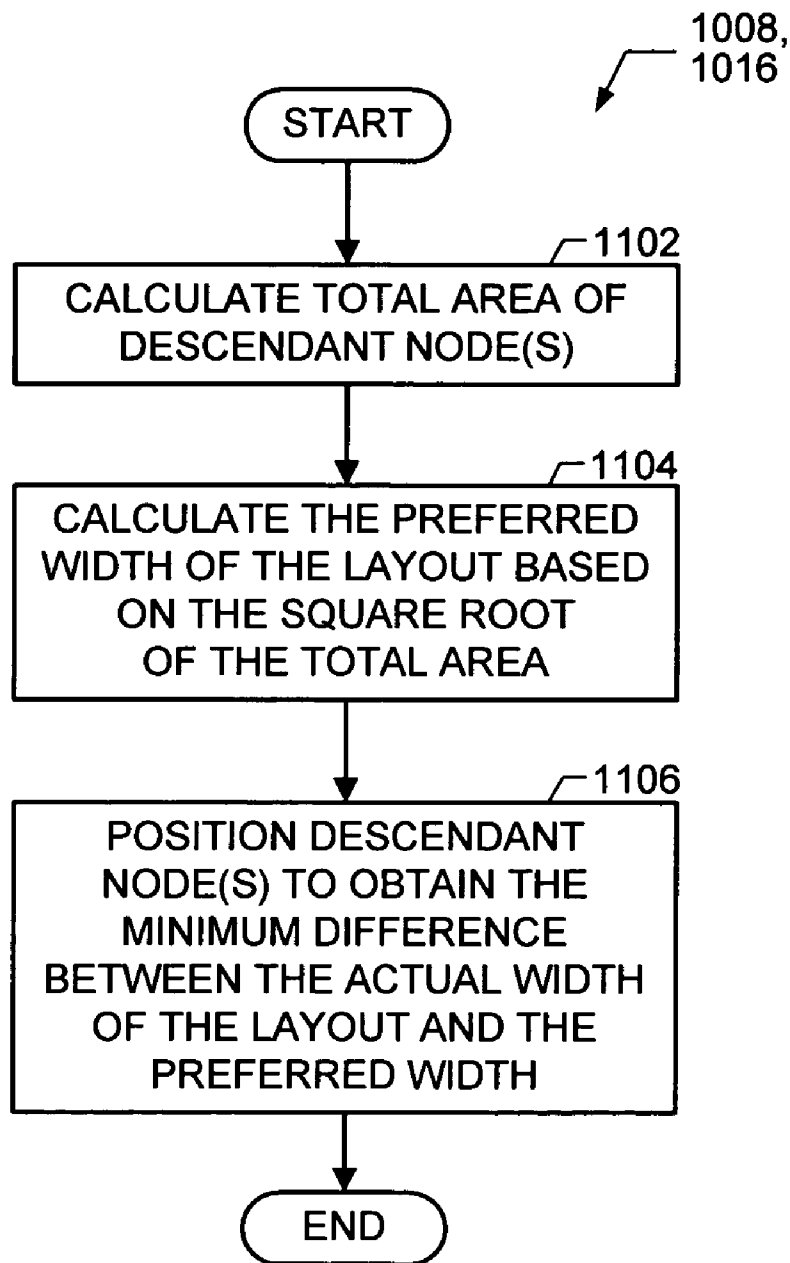 1008,
1016
START
1102
CALCULATE TOTAL AREA OF
DESCENDANT NODE(S)
1104
CALCULATE THE PREFERRED
WIDTH OF THE LAYOUT BASED
ON THE SQUARE ROOT
OF THE TOTAL AREA
1106
POSITION DESCENDANT
NODE(S) TO OBTAIN THE
MINIMUM DIFFERENCE
BETWEEN THE ACTUAL WIDTH
OF THE LAYOUT AND THE
PREFERRED WIDTH
END